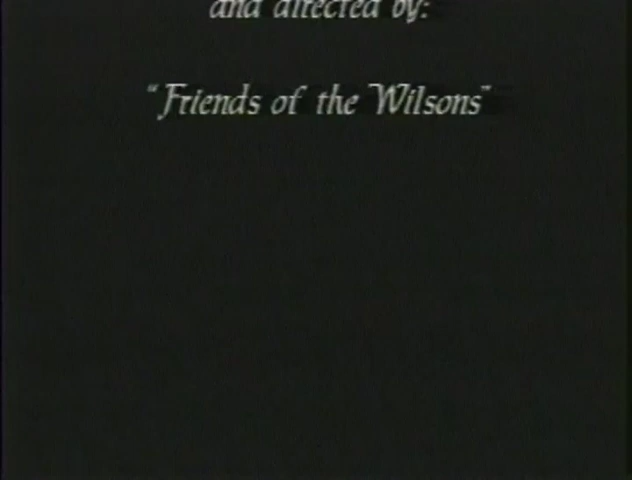 and directed by:
"Friends of the Wilsons"